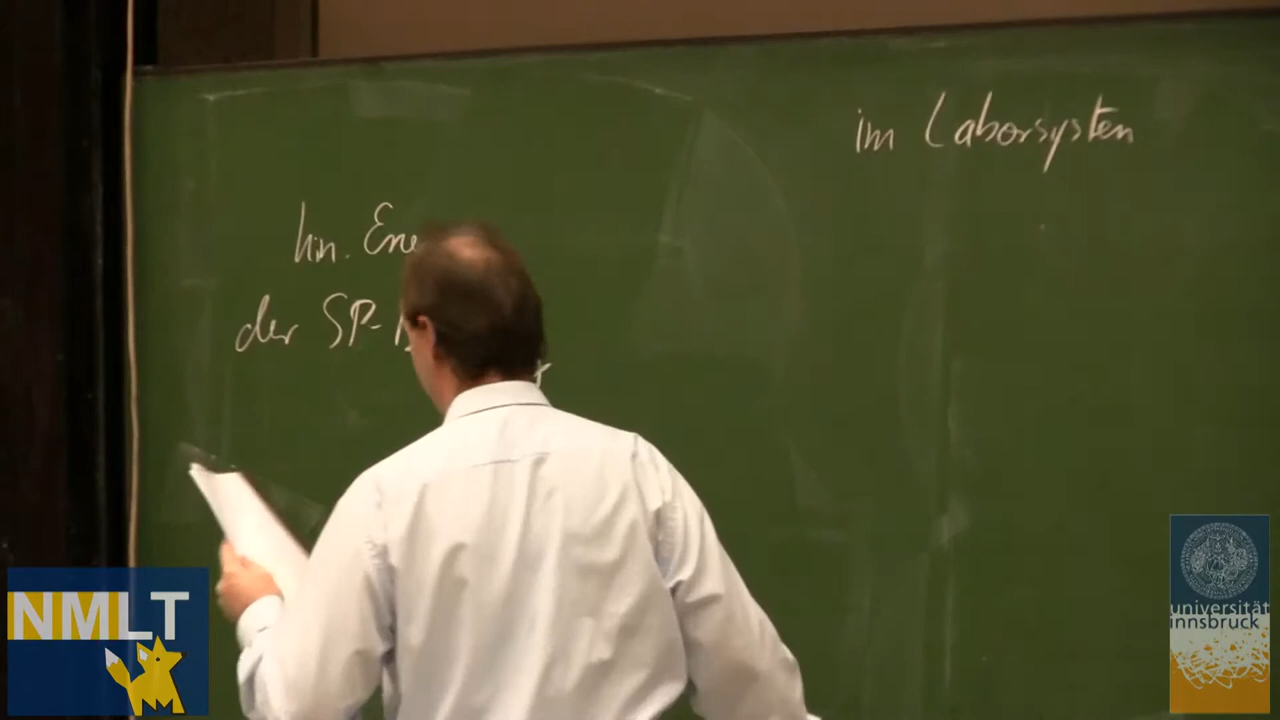 im Laborsystem
kin. Ene
der SP-
NMLT
universität
innsbruck